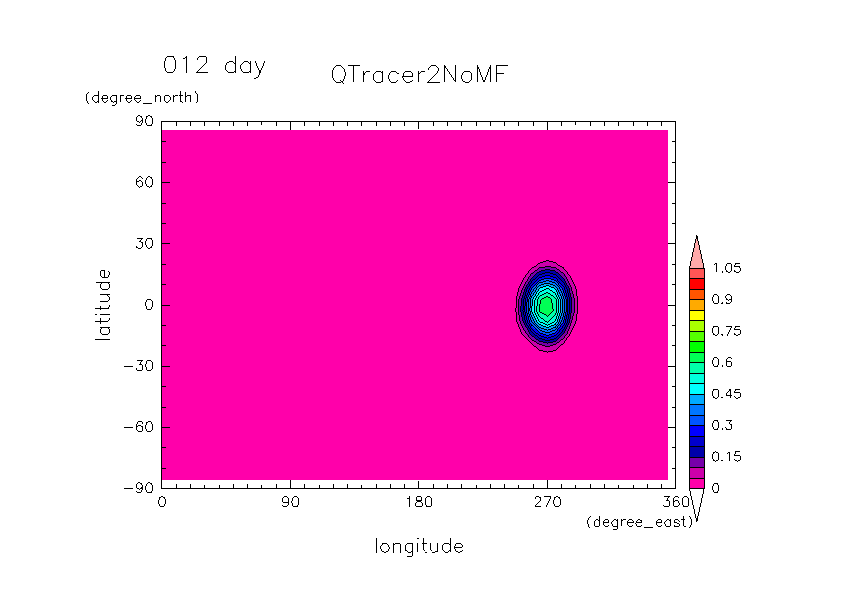 012 day
QTracer2NoMF
(degree_north)
90
60
30
0
−30
−60
−90
latitude
0 90 180 270 360
(degree_east)
longitude
1.05
0.9
0.75
0.6
0.45
0.3
0.15
0